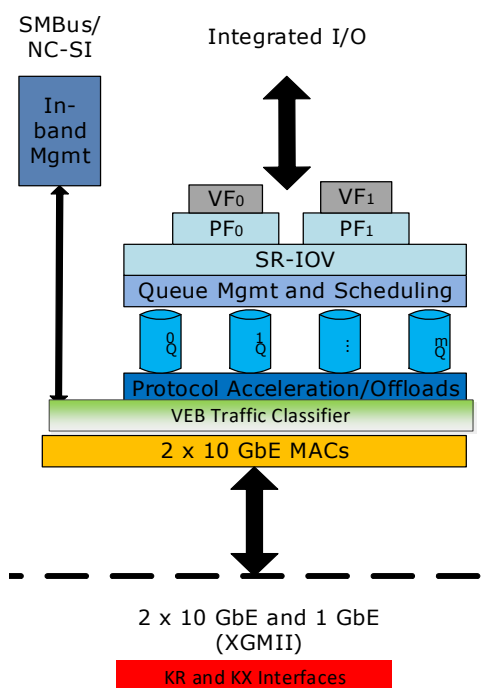 SMBus/
NC-SI
Integrated I/O
In-
band
Mgmt
VF0
VF1
PF0
PF1
SR-IOV
Queue Mgmt and Scheduling
Q0
Q1
...
Qm
Protocol Acceleration/Offloads
VEB Traffic Classifier
2 x 10 GbE MACs
2 x 10 GbE and 1 GbE
(XGMII)
KR and KX Interfaces